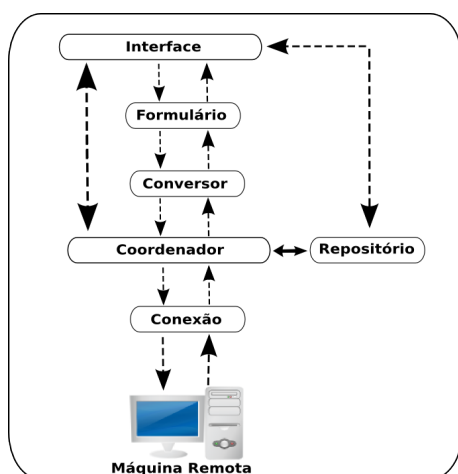 Interface
Formulário
Conversor
Coordenador
Repositório
Conexão
Máquina Remota